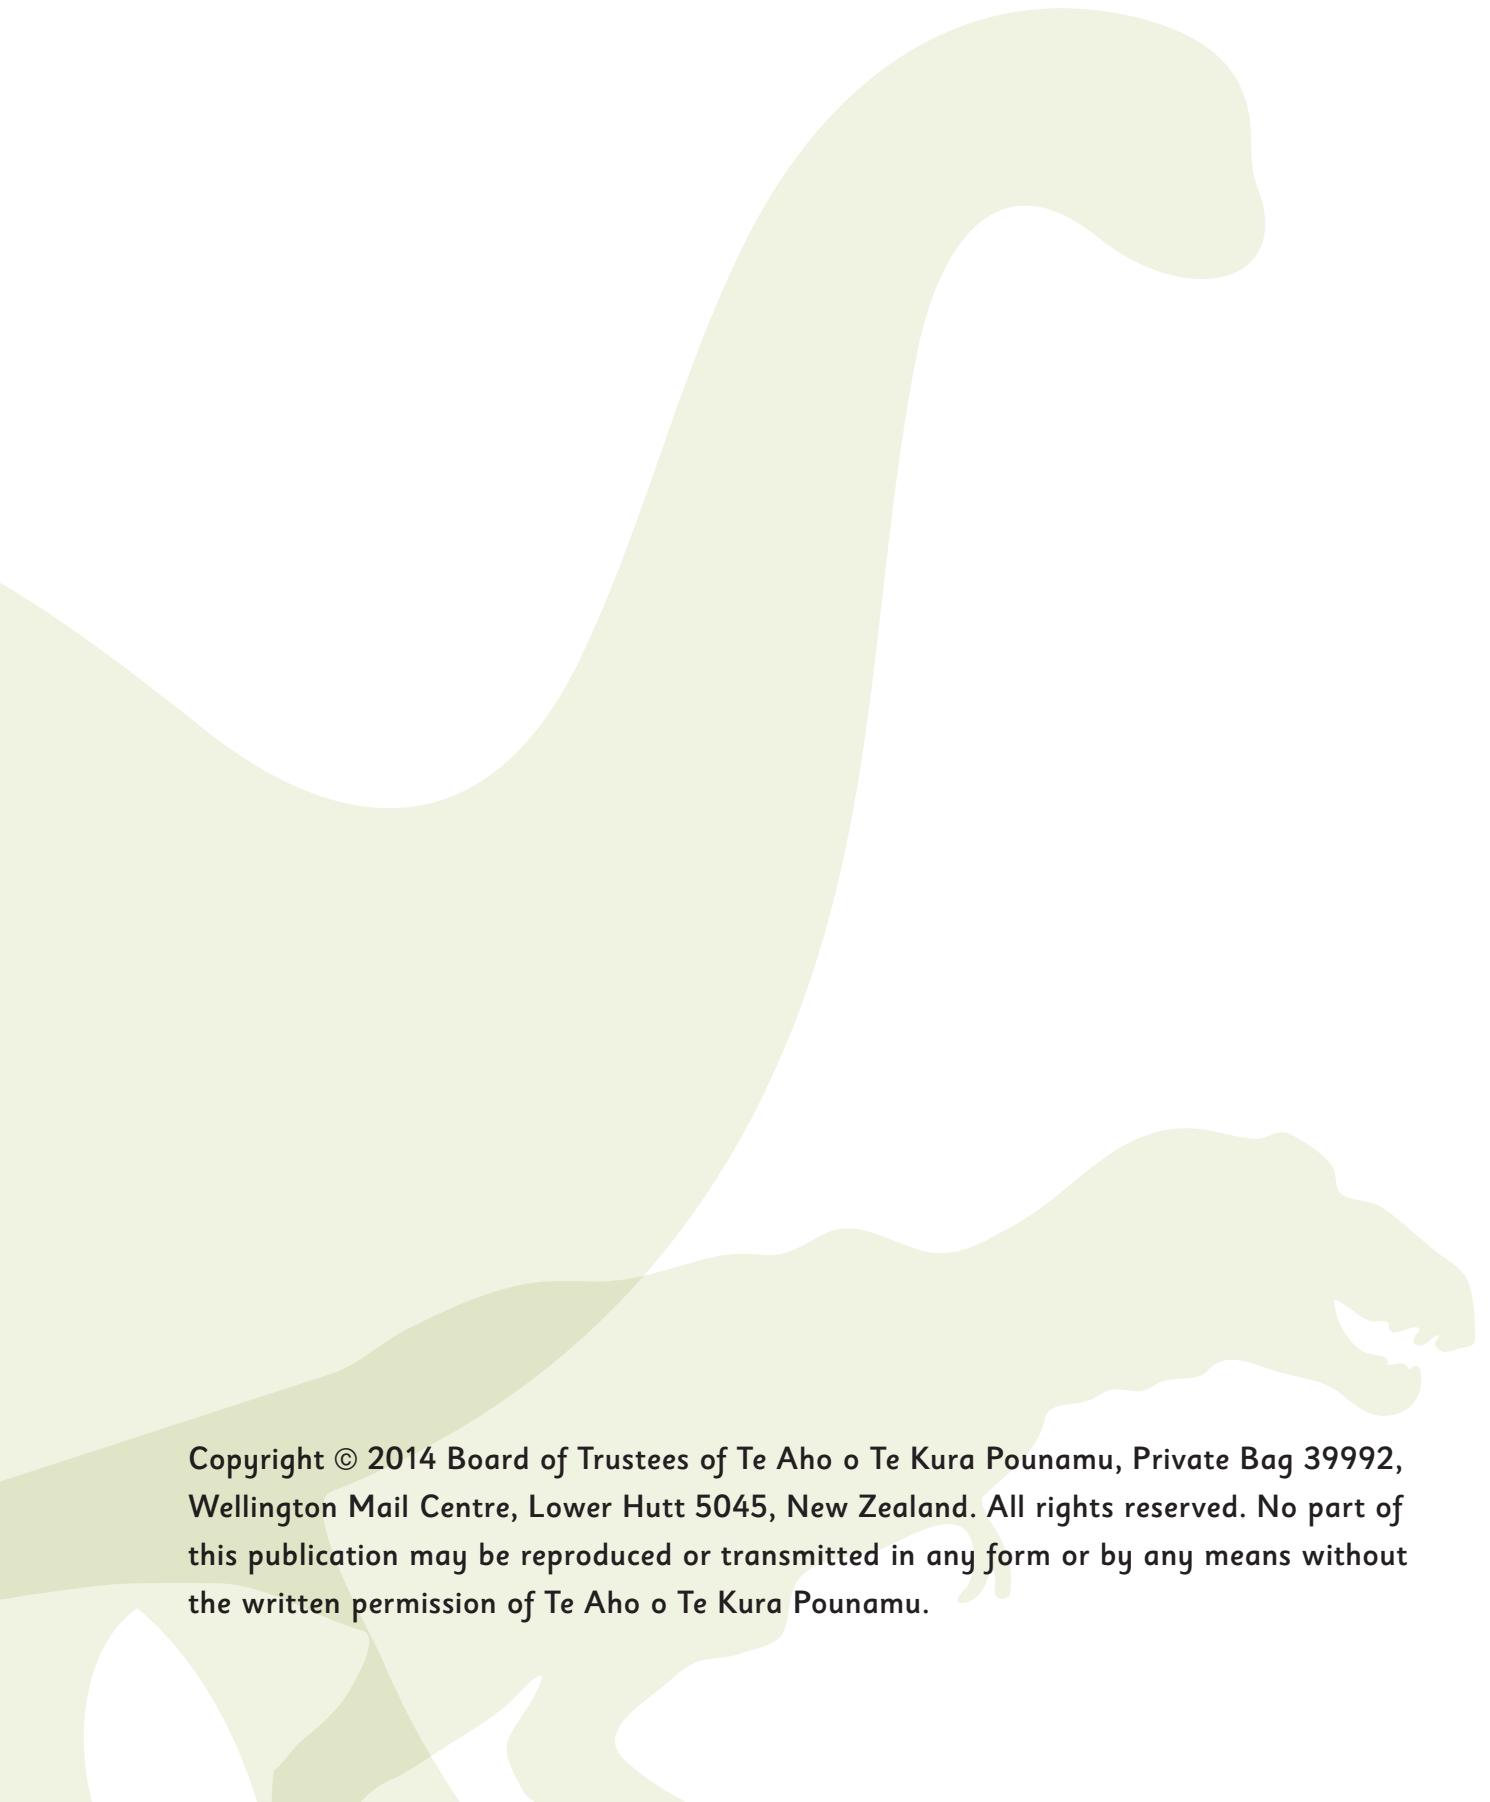 Copyright © 2014 Board of Trustees of Te Aho o Te Kura Pounamu, Private Bag 39992,
Wellington Mail Centre, Lower Hutt 5045, New Zealand. All rights reserved. No part of
this publication may be reproduced or transmitted in any form or by any means without
the written permission of Te Aho o Te Kura Pounamu.